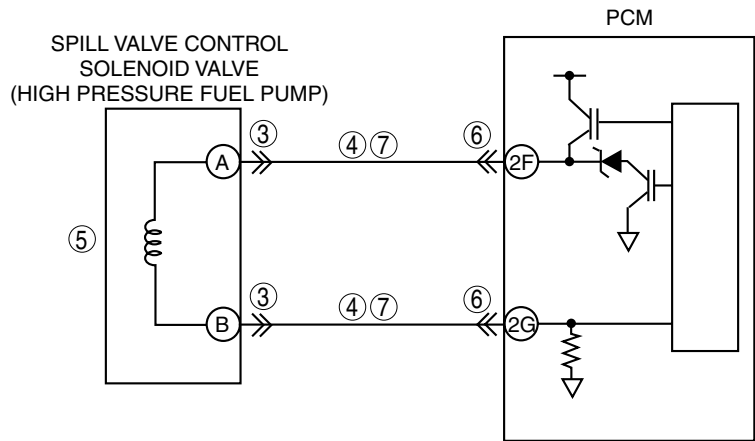 PCM
SPILL VALVE CONTROL
SOLENOID VALVE
(HIGH PRESSURE FUEL PUMP)
③ ④⑦ ⑥
A 2F
⑤
③ ④⑦ ⑥
B 2G